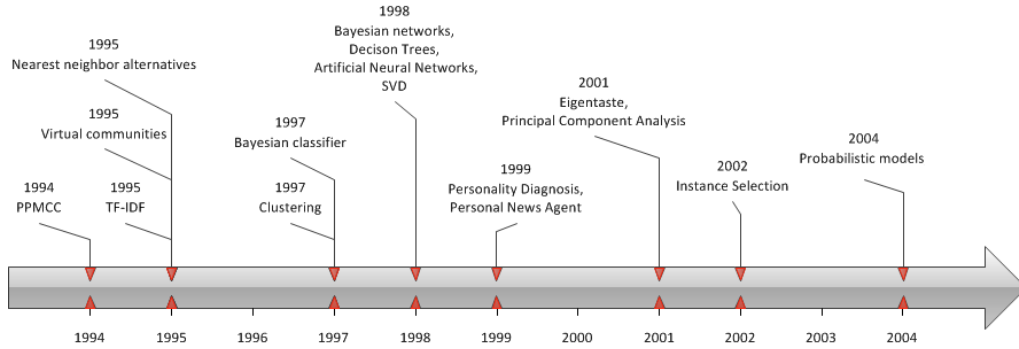 1998
Bayesian networks,
Decison Trees,
Artificial Neural Networks,
SVD
1995
Nearest neighbor alternatives
2001
Eigentaste,
Principal Component Analysis
1995
Virtual communities
1997
Bayesian classifier
2004
Probabilistic models
1999
Personality Diagnosis,
Personal News Agent
2002
Instance Selection
1994
PPMCC
1995
TF-IDF
1997
Clustering
1994 1995 1996 1997 1998 1999 2000 2001 2002 2003 2004